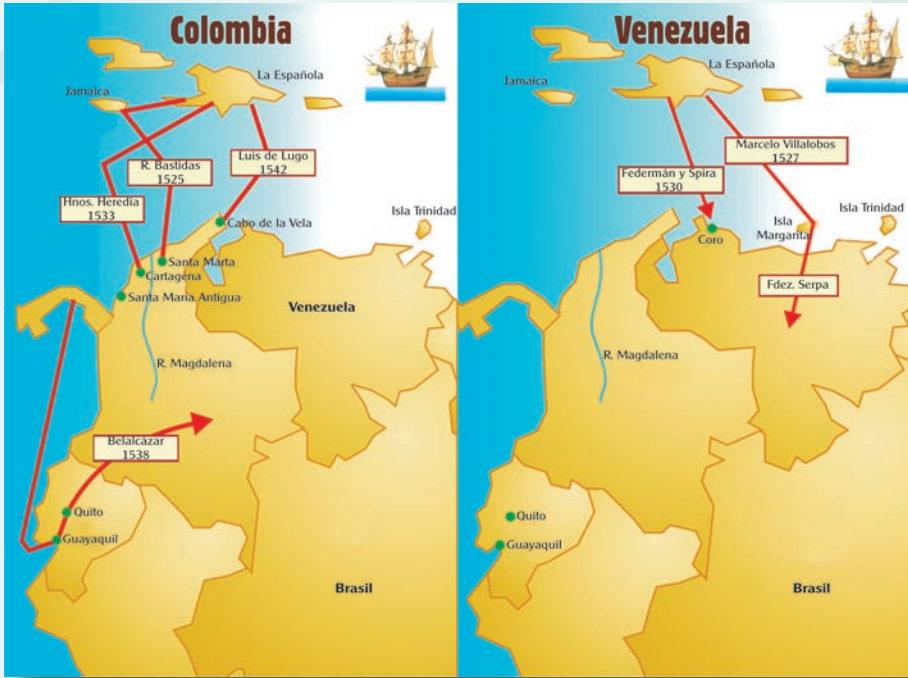 Colombia
La Española
Jamaica
Luis de Lugo
1542
R. Bastidas
1525
Hnos. Heredia
1533
Isla Trinidad
Cabo de la Vela
Santa Marta
Cartagena
Santa María Antigua
Venezuela
R. Magdalena
Belalcázar
1538
Quito
Guayaquil
Brasil
Venezuela
La Española
Jamaica
Marcelo Villalobos
1527
Federmán y Spira
1530
Isla Trinidad
Isla
Margarita
Coro
Fdez. Serpa
R. Magdalena
Quito
Guayaquil
Brasil